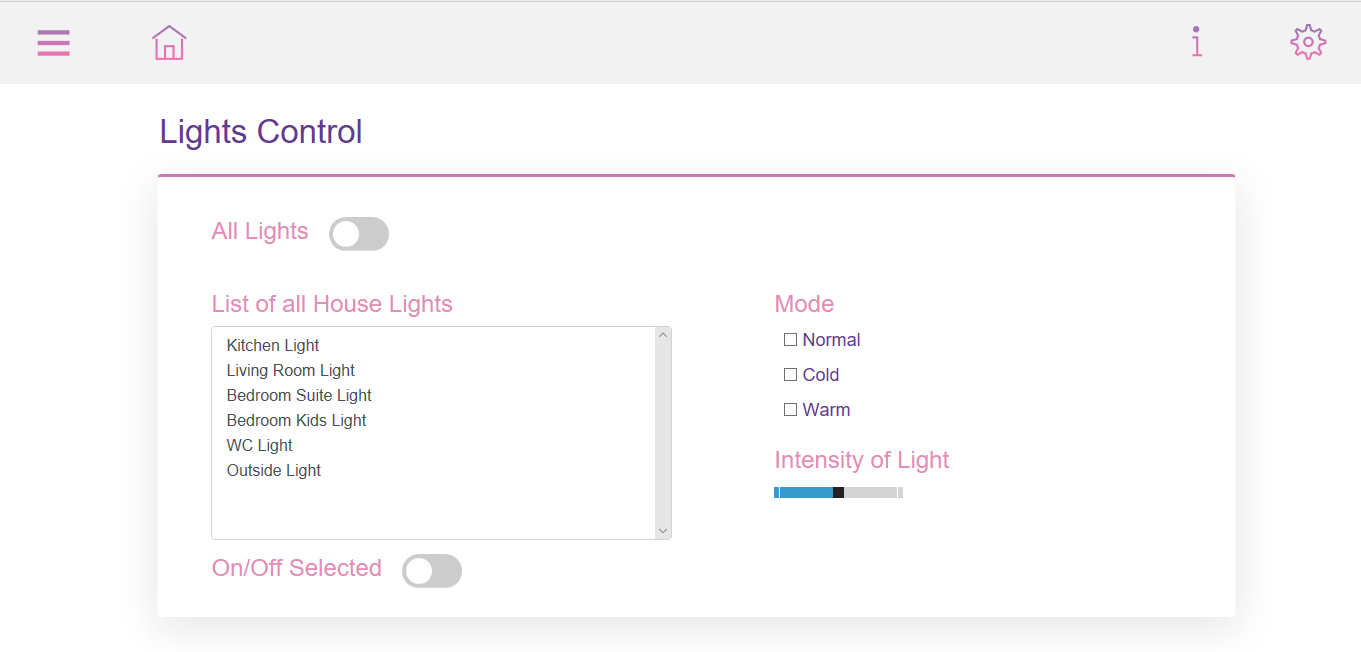 Lights Control
All Lights
List of all House Lights
Kitchen Light
Living Room Light
Bedroom Suite Light
Bedroom Kids Light
WC Light
Outside Light
On/Off Selected
Mode
Normal
Cold
Warm
Intensity of Light